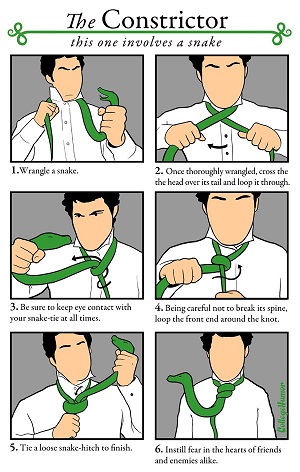 The Constrictor
this one involves a snake
1. Wrangle a snake.
2. Once thoroughly wrangled, cross the
the head over its tail and loop it through.
3. Be sure to keep eye contact with
your snake-tie at all times.
4. Being careful not to break its spine,
loop the front end around the knot.
5. Tie a loose snake-hitch to finish.
6. Instill fear in the hearts of friends
and enemies alike.
CollegeHumor